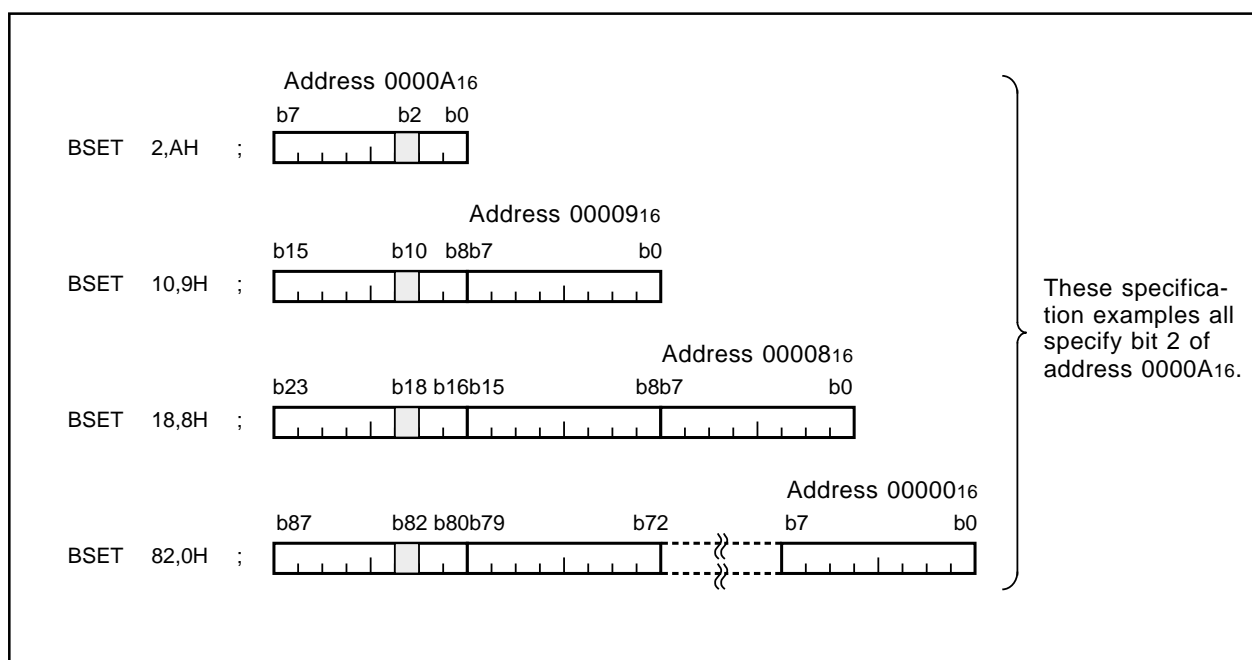 Address 0000A16
b7 b2 b0
BSET 2,AH ;
Address 0000916
b15 b10 b8b7 b0
BSET 10,9H ;
Address 0000816
b23 b18 b16b15 b8b7 b0
BSET 18,8H ;
Address 0000016
b87 b82 b80b79 b72 b7 b0
BSET 82,0H ;
These specifica-
tion examples all
specify bit 2 of
address 0000A16.